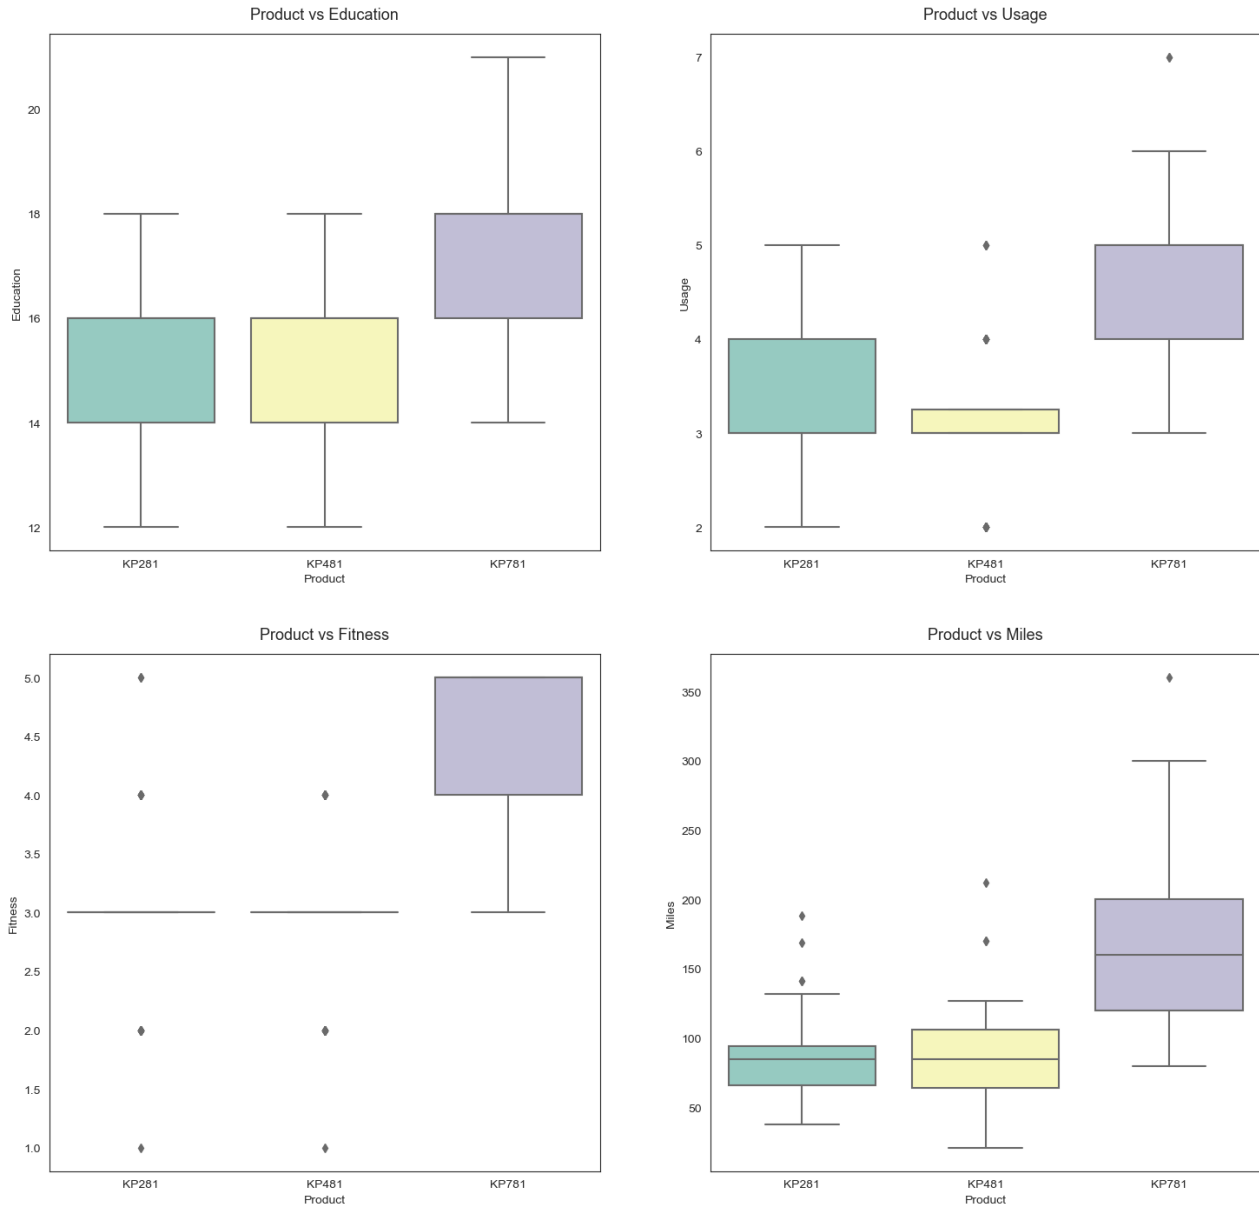 Product vs Education
20
18
16
14
12
Education
KP281 KP481 KP781
Product
Product vs Usage
7
6
5
4
3
2
Usage
KP281 KP481 KP781
Product
Product vs Fitness
5.0
4.5
4.0
3.5
3.0
2.5
2.0
1.5
1.0
Fitness
KP281 KP481 KP781
Product
Product vs Miles
350
300
250
200
150
100
50
Miles
KP281 KP481 KP781
Product